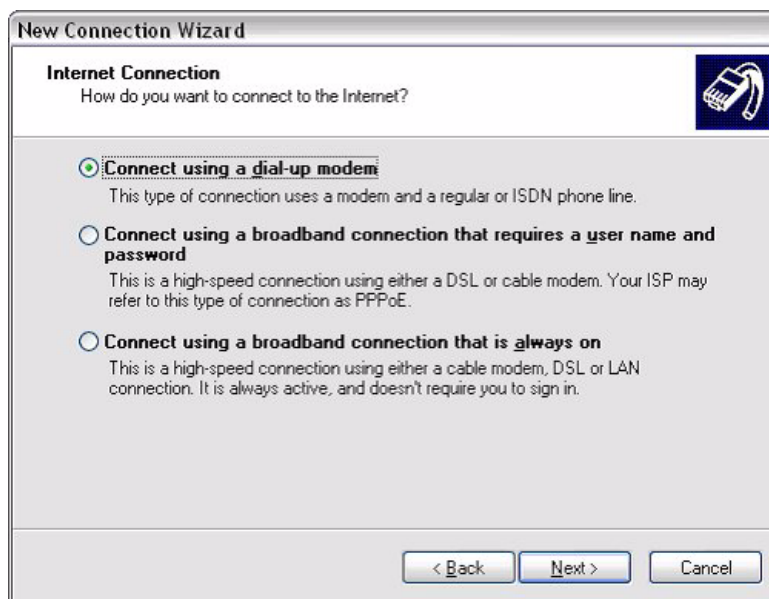 New Connection Wizard
Internet Connection
How do you want to connect to the Internet?
Connect using a dial-up modem
This type of connection uses a modem and a regular or ISDN phone line.
Connect using a broadband connection that requires a user name and
password
This is a high-speed connection using either a DSL or cable modem. Your ISP may
refer to this type of connection as PPPoE.
Connect using a broadband connection that is always on
This is a high-speed connection using either a cable modem, DSL or LAN
connection. It is always active, and doesn't require you to sign in.
< Back
Next >
Cancel